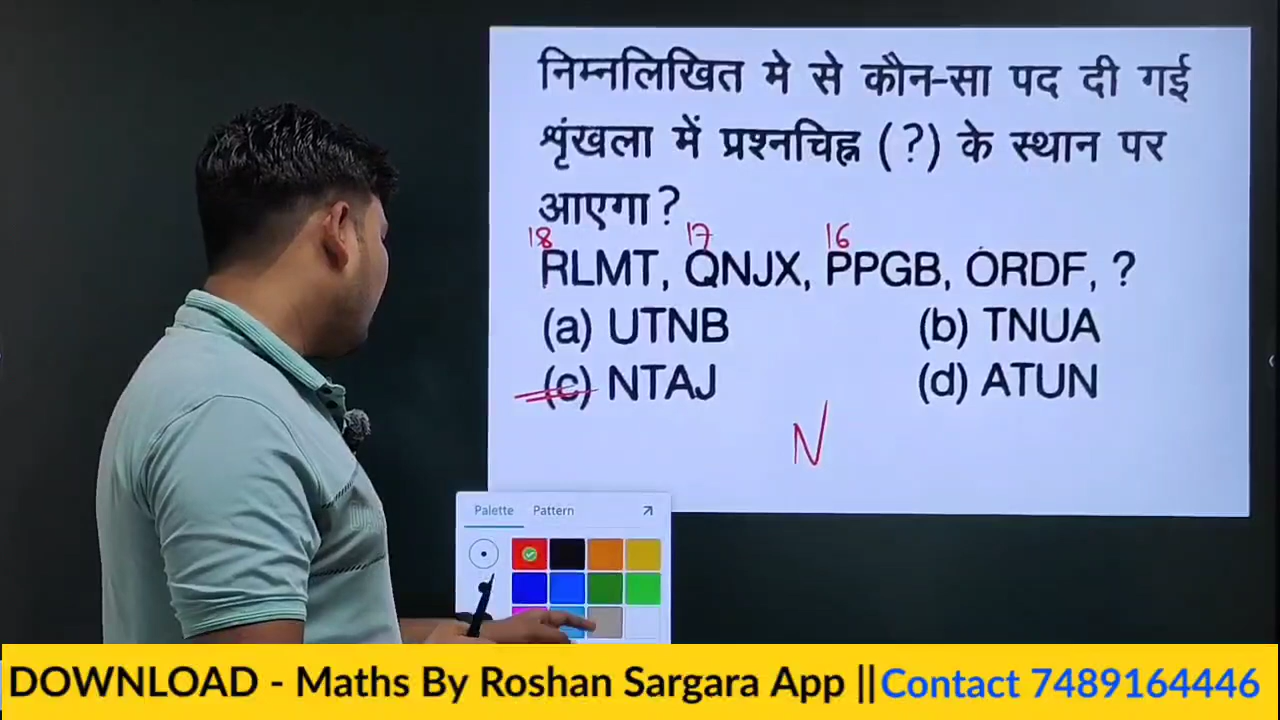 निम्नलिखित मे से कौन-सा पद दी गई
शृंखला में प्रश्नचिह्न (?) के स्थान पर
आएगा?
18 17 16
RLMT, QNJX, PPGB, ORDF, ?
(a) UTNB (b) TNUA
(c) NTAJ (d) ATUN
N
Palette Pattern
DOWNLOAD - Maths By Roshan Sargara App || Contact 7489164446